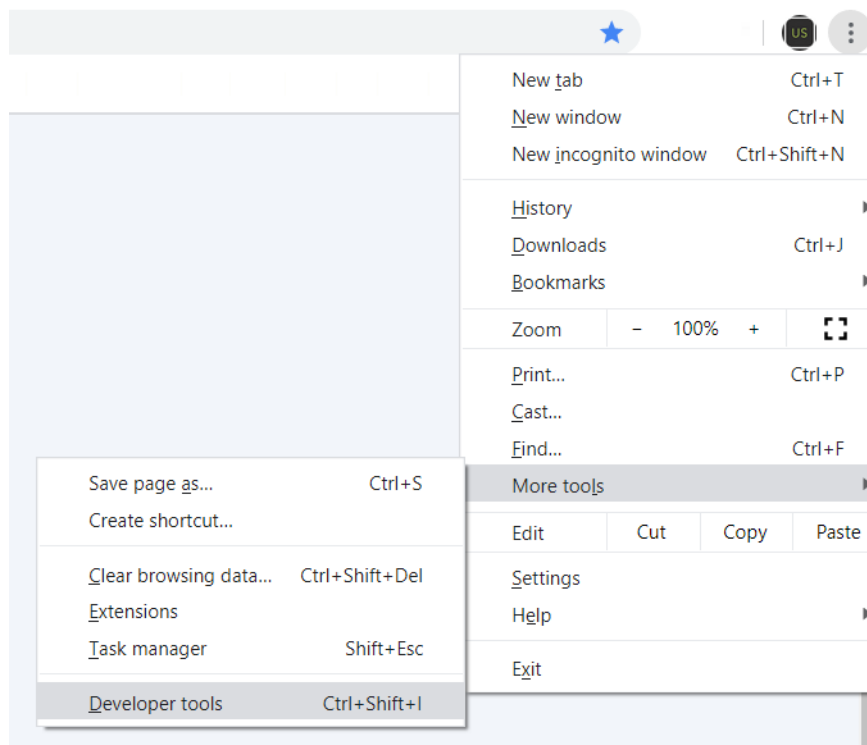 US
New tab Ctrl+T
New window Ctrl+N
New incognito window Ctrl+Shift+N
History
Downloads Ctrl+J
Bookmarks
Zoom - 100% +
Print... Ctrl+P
Cast...
Find... Ctrl+F
More tools
Edit Cut Copy Paste
Settings
Help
Exit
Save page as... Ctrl+S
Create shortcut...
Clear browsing data... Ctrl+Shift+Del
Extensions
Task manager Shift+Esc
Developer tools Ctrl+Shift+I